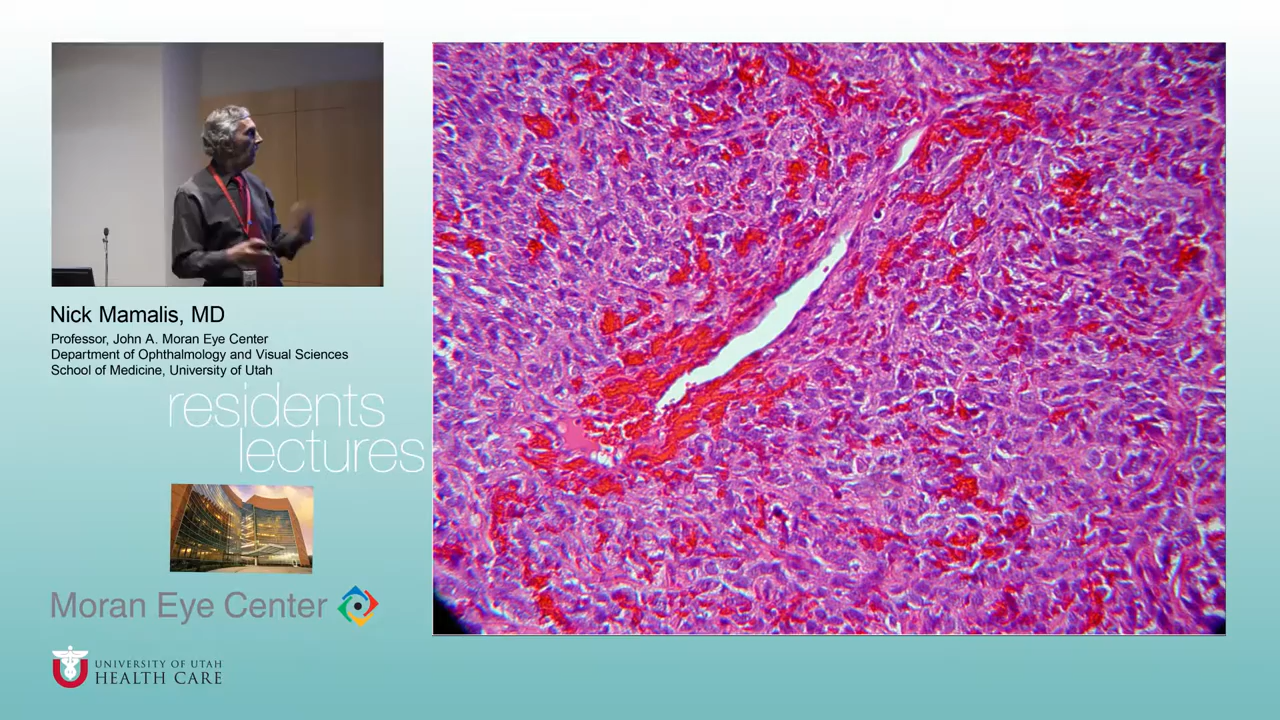 Nick Mamalis, MD
Professor, John A. Moran Eye Center
Department of Ophthalmology and Visual Sciences
School of Medicine, University of Utah
residents
lectures
Moran Eye Center
UNIVERSITY OF UTAH
HEALTH CARE